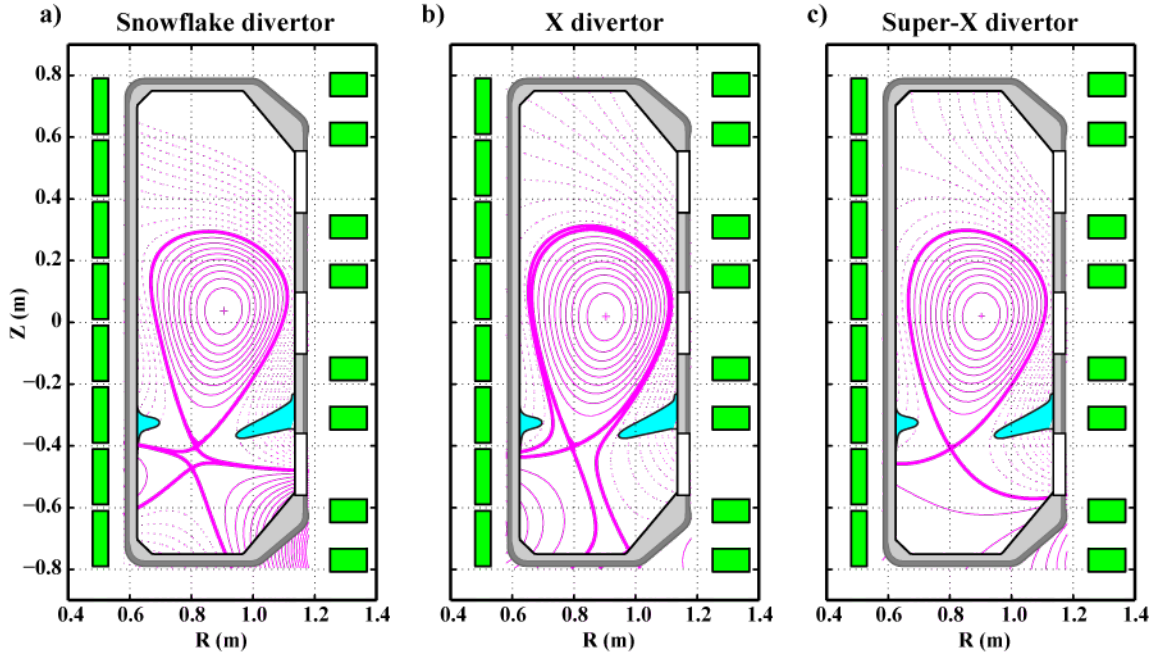 a) Snowflake divertor
b) X divertor
c) Super-X divertor
Z (m)
0.8
0.6
0.4
0.2
0
−0.2
−0.4
−0.6
−0.8
0.4 0.6 0.8 1.0 1.2 1.4
0.4 0.6 0.8 1.0 1.2 1.4
0.4 0.6 0.8 1.0 1.2 1.4
R (m)
R (m)
R (m)